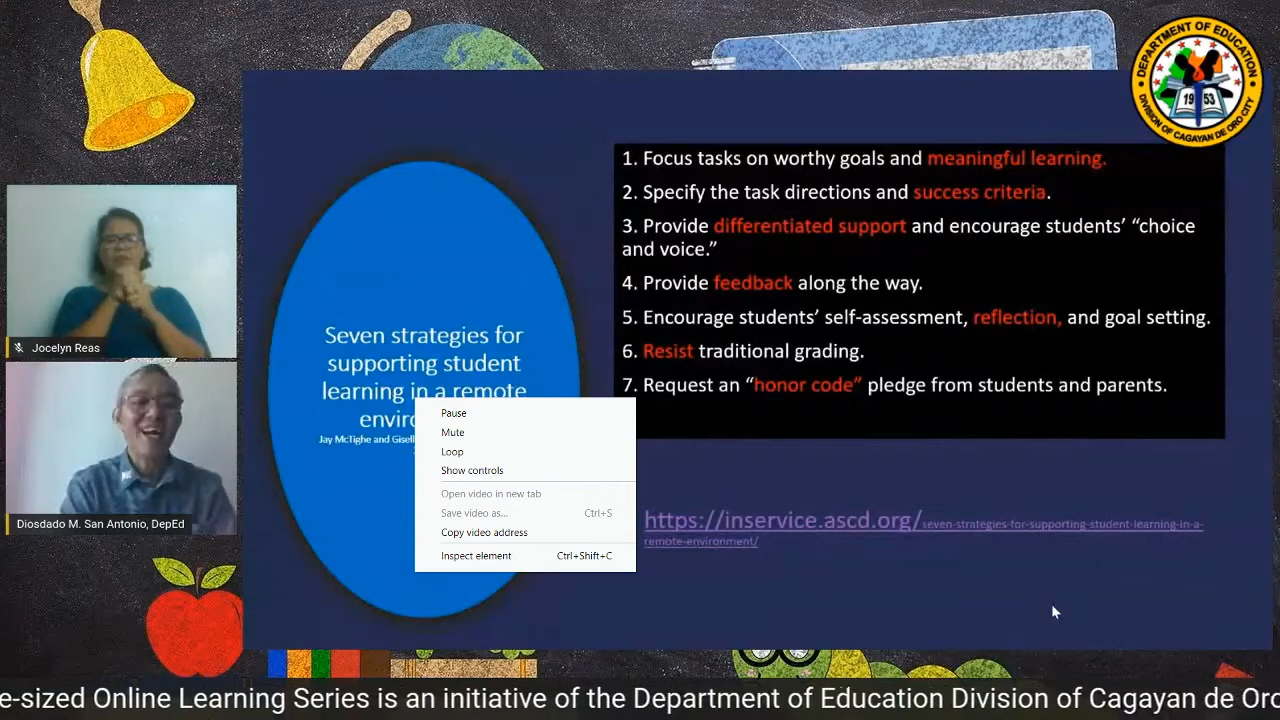 DEPARTMENT OF EDUCATION
1953
DIVISION OF CAGAYAN DE ORO CITY
1. Focus tasks on worthy goals and meaningful learning.
2. Specify the task directions and success criteria.
3. Provide differentiated support and encourage students’ “choice
and voice.”
4. Provide feedback along the way.
5. Encourage students’ self-assessment, reflection, and goal setting.
6. Resist traditional grading.
7. Request an “honor code” pledge from students and parents.
Seven strategies for
supporting student
learning in a remote
Jay McTighe and
Pause
Mute
Loop
Show controls
Open video in new tab
Save video as... Ctrl+S
Copy video address
Inspect element Ctrl+Shift+C
https://inservice.ascd.org/seven-strategies-for-supporting-student-learning-in-a-
remote-environment/
Jocelyn Reas
Diosdado M. San Antonio, DepEd
e-sized Online Learning Series is an initiative of the Department of Education Division of Cagayan de Oro